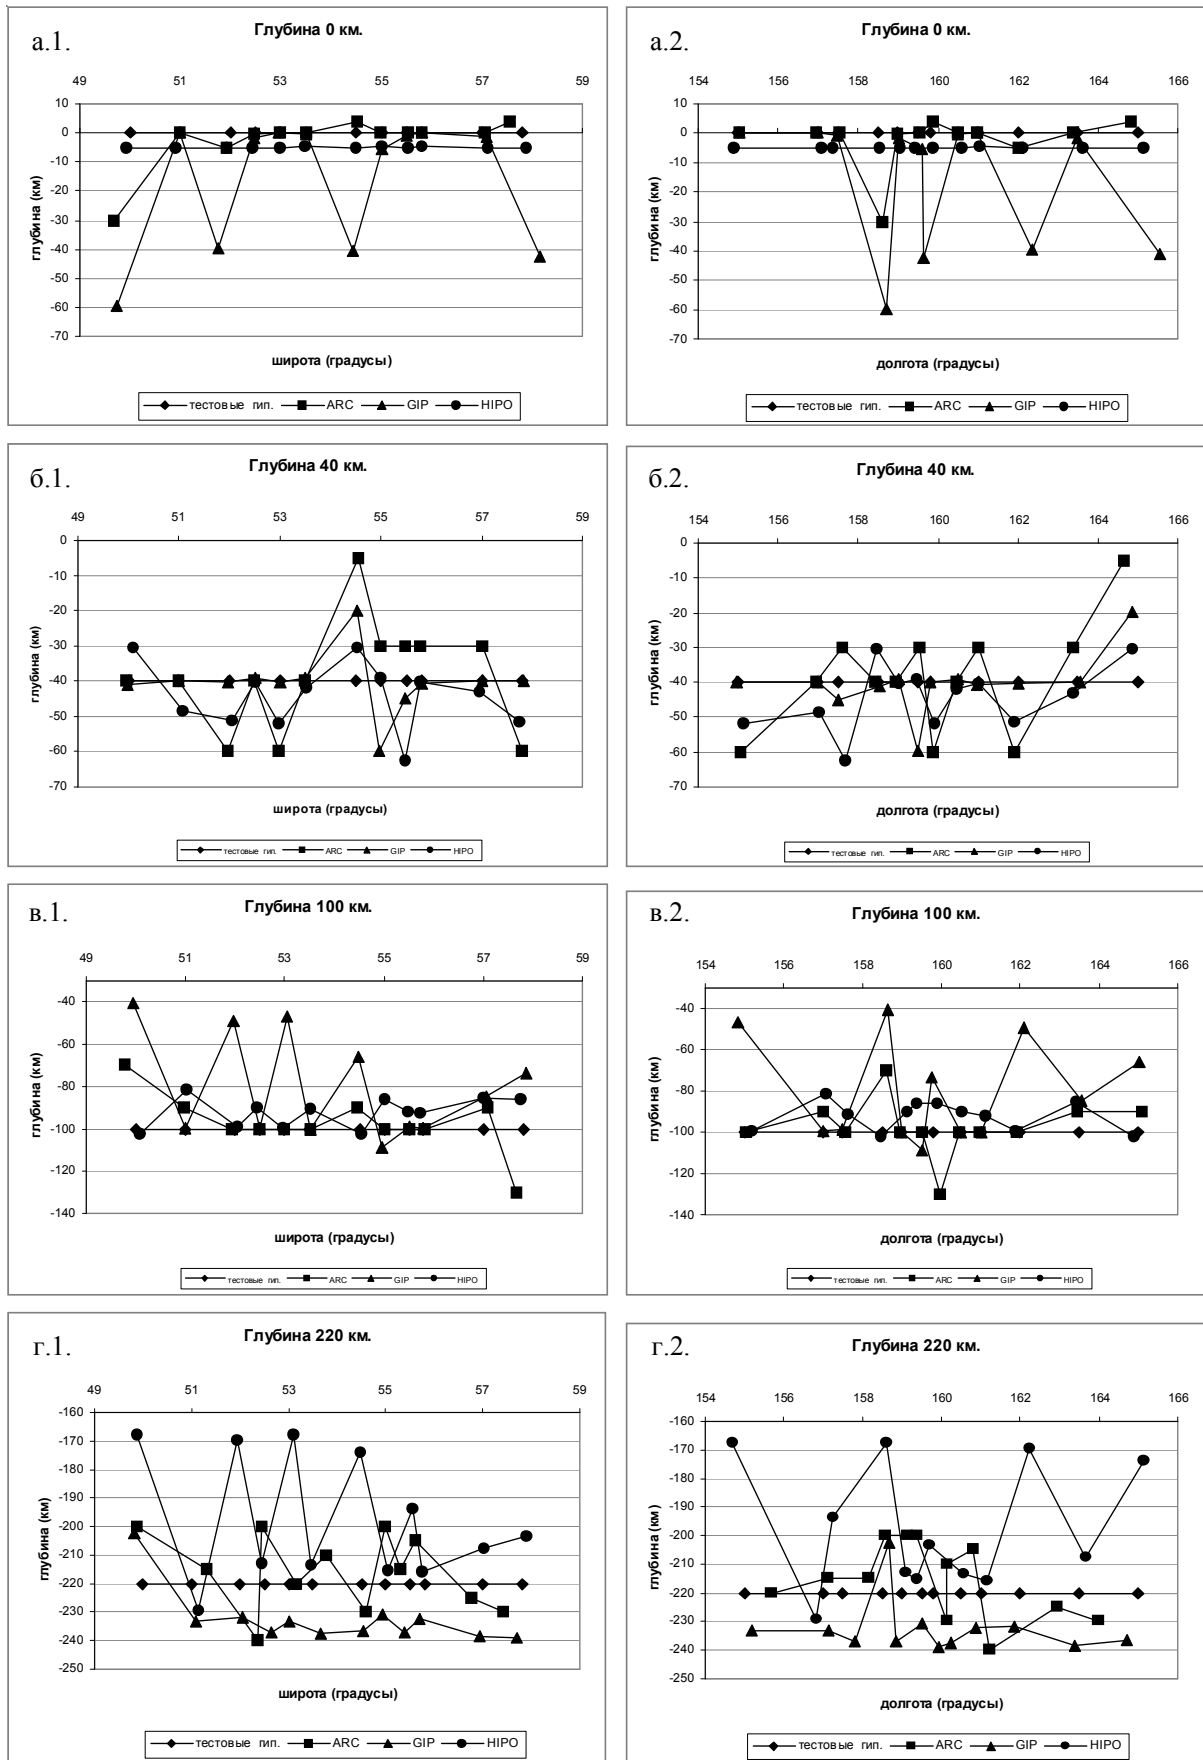 а.1.
Глубина 0 км.
49 51 53 55 57 59
10
0
-10
-20
-30
-40
-50
-60
-70
глубина (км)
широта (градусы)
тестовые гип. ARC GIP HIPO
а.2.
Глубина 0 км.
154 156 158 160 162 164 166
10
0
-10
-20
-30
-40
-50
-60
-70
глубина (км)
долгота (градусы)
тестовые гип. ARC GIP HIPO
б.1.
Глубина 40 км.
49 51 53 55 57 59
0
-10
-20
-30
-40
-50
-60
-70
глубина (км)
широта (градусы)
тестовые гип. ARC GIP HIPO
б.2.
Глубина 40 км.
154 156 158 160 162 164 166
0
-10
-20
-30
-40
-50
-60
-70
глубина (км)
долгота (градусы)
тестовые гип. ARC GIP HIPO
в.1.
Глубина 100 км.
49 51 53 55 57 59
-40
-60
-80
-100
-120
-140
глубина (км)
широта (градусы)
тестовые гип. ARC GIP HIPO
в.2.
Глубина 100 км.
154 156 158 160 162 164 166
-40
-60
-80
-100
-120
-140
глубина (км)
долгота (градусы)
тестовые гип. ARC GIP HIPO
г.1.
Глубина 220 км.
49 51 53 55 57 59
-160
-170
-180
-190
-200
-210
-220
-230
-240
-250
глубина (км)
широта (градусы)
тестовые гип. ARC GIP HIPO
г.2.
Глубина 220 км.
154 156 158 160 162 164 166
-160
-170
-180
-190
-200
-210
-220
-230
-240
-250
глубина (км)
долгота (градусы)
тестовые гип. ARC GIP HIPO